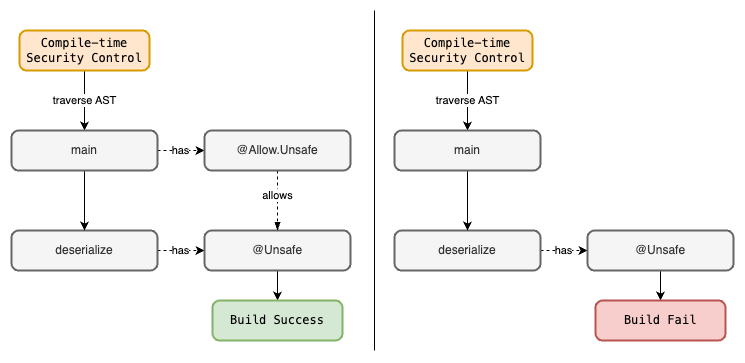 Compile-time
Security Control
traverse AST
main
has
@Allow.Unsafe
allows
deserialize
has
@Unsafe
Build Success
Compile-time
Security Control
traverse AST
main
deserialize
has
@Unsafe
Build Fail